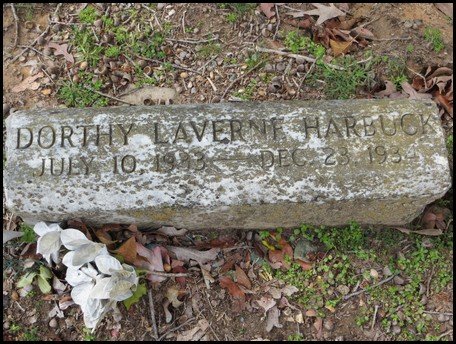 DORTHY LAVERNE HARBUCK
JULY 10, 1933 — DEC. 23, 1934